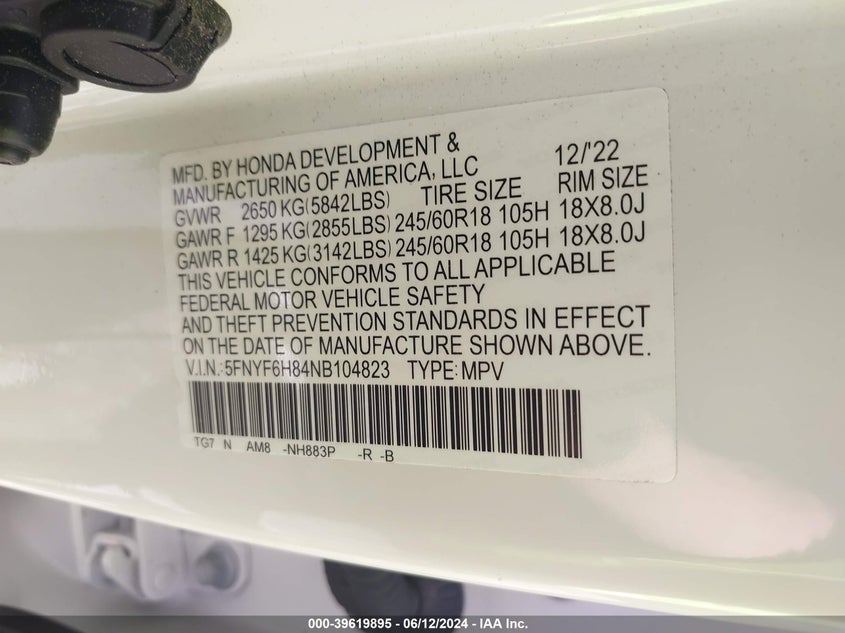 MFD. BY HONDA DEVELOPMENT & 12/'22
MANUFACTURING OF AMERICA, LLC
GVWR 2650 KG(5842LBS) TIRE SIZE RIM SIZE
GAWR F 1295 KG(2855LBS) 245/60R18 105H 18X8.0J
GAWR R 1425 KG(3142LBS) 245/60R18 105H 18X8.0J
THIS VEHICLE CONFORMS TO ALL APPLICABLE
FEDERAL MOTOR VEHICLE SAFETY
AND THEFT PREVENTION STANDARDS IN EFFECT
ON THE DATE OF MANUFACTURE SHOWN ABOVE.
V.I.N.: 5FNYF6H84NB104823 TYPE: MPV
TG7 N AM8 -NH883P -R -B
000-39619895 - 06/12/2024 - IAA Inc.